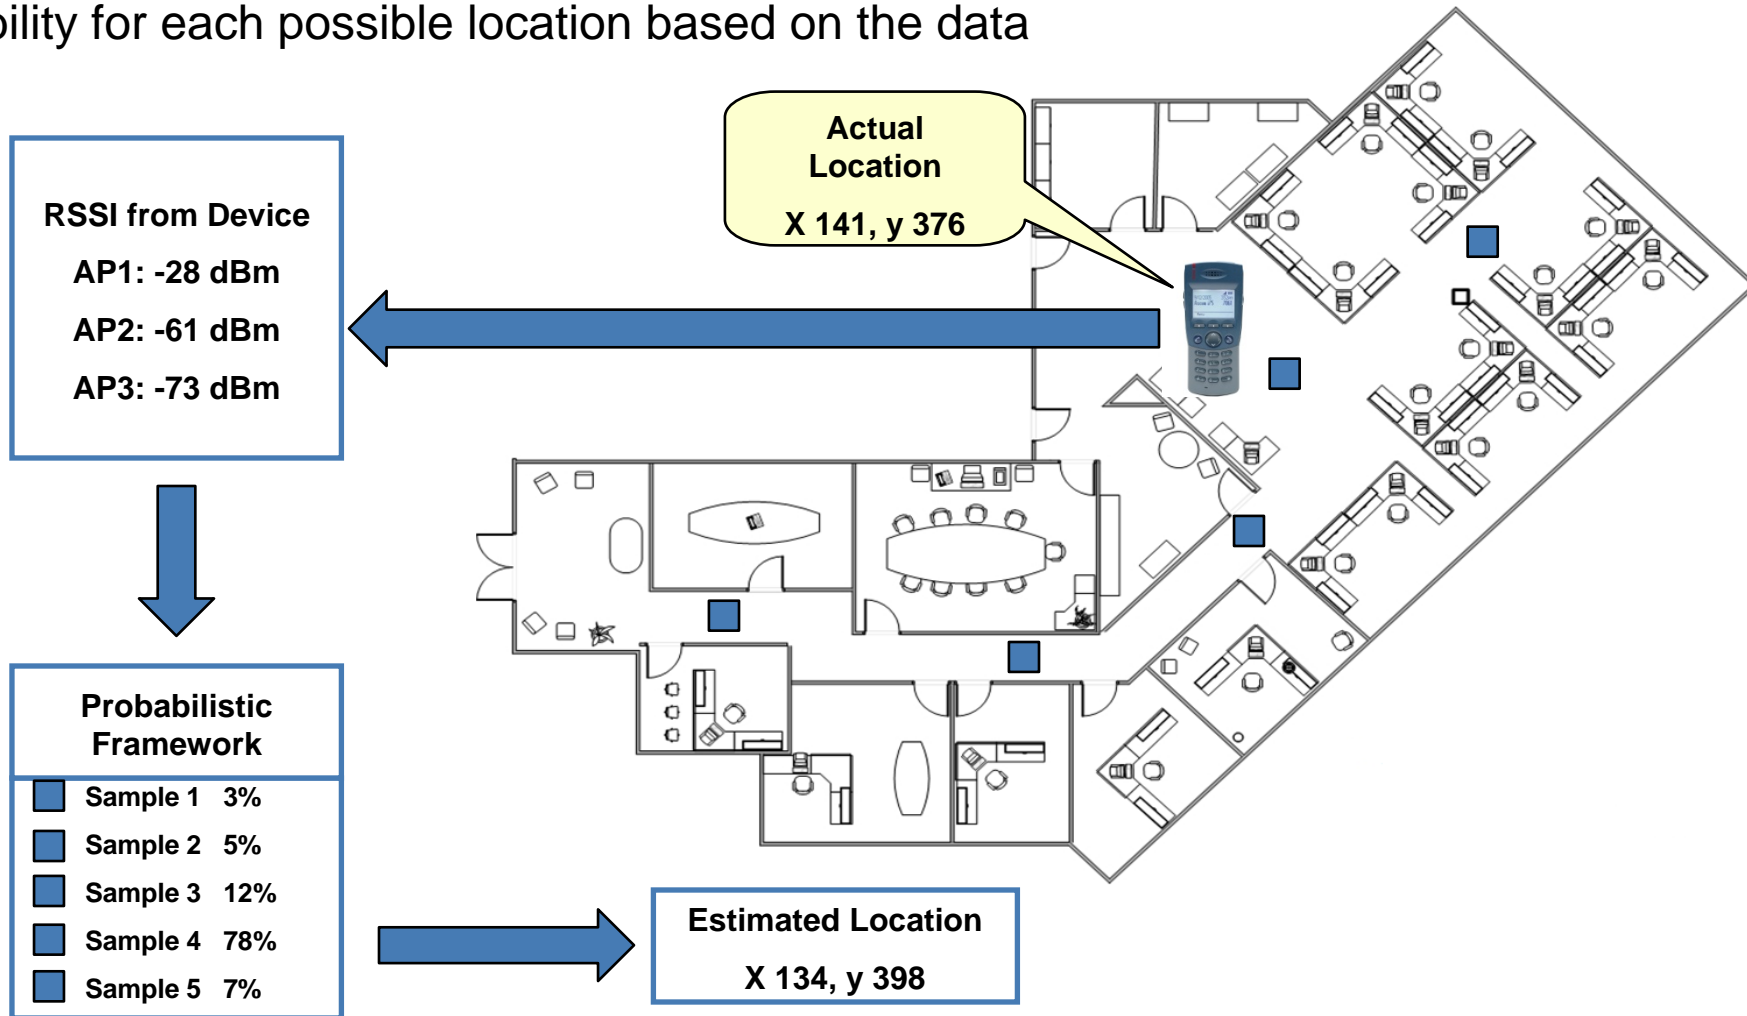 bility for each possible location based on the data
Actual
Location
X 141, y 376
RSSI from Device
AP1: -28 dBm
AP2: -61 dBm
AP3: -73 dBm
Probabilistic
Framework
Sample 1 3%
Sample 2 5%
Sample 3 12%
Sample 4 78%
Sample 5 7%
Estimated Location
X 134, y 398